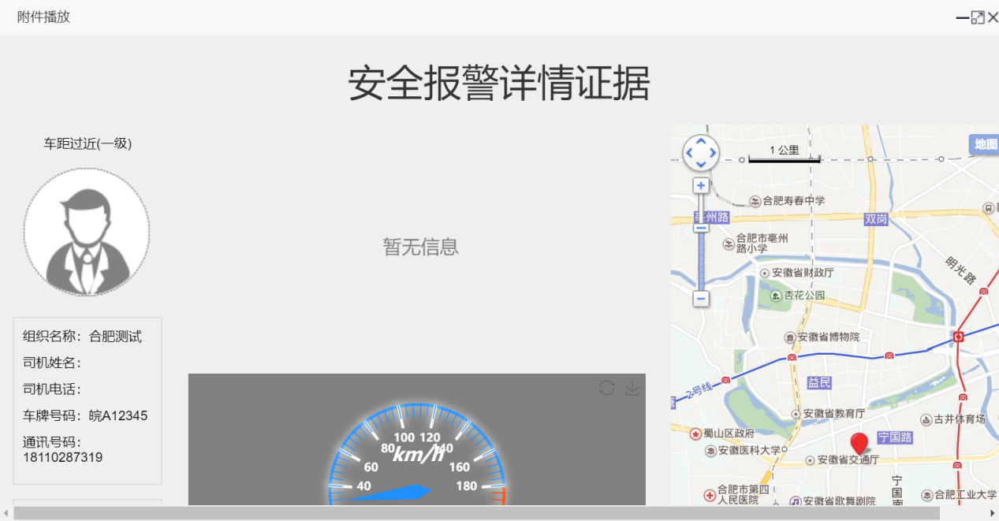 附件播放
安全报警详情证据
车距过近(一级)
组织名称：合肥测试
司机姓名：
司机电话：
车牌号码：皖A12345
通讯号码：
18110287319
暂无信息
100 120
80 140
km/h
60 160
40 180
地图
1 公里
合肥寿春中学
州路
双岗
合肥市亳州
路小学
安徽省财政厅
明光路
杏花公园
安徽省博物院
益民
2号线
安徽省教育厅
古井体育场
蜀山区政府
宁国路
安徽医科大学
安徽省交通厅
合肥市第四
人民医院
宁国南
安徽省歌舞剧院
合肥工业大学